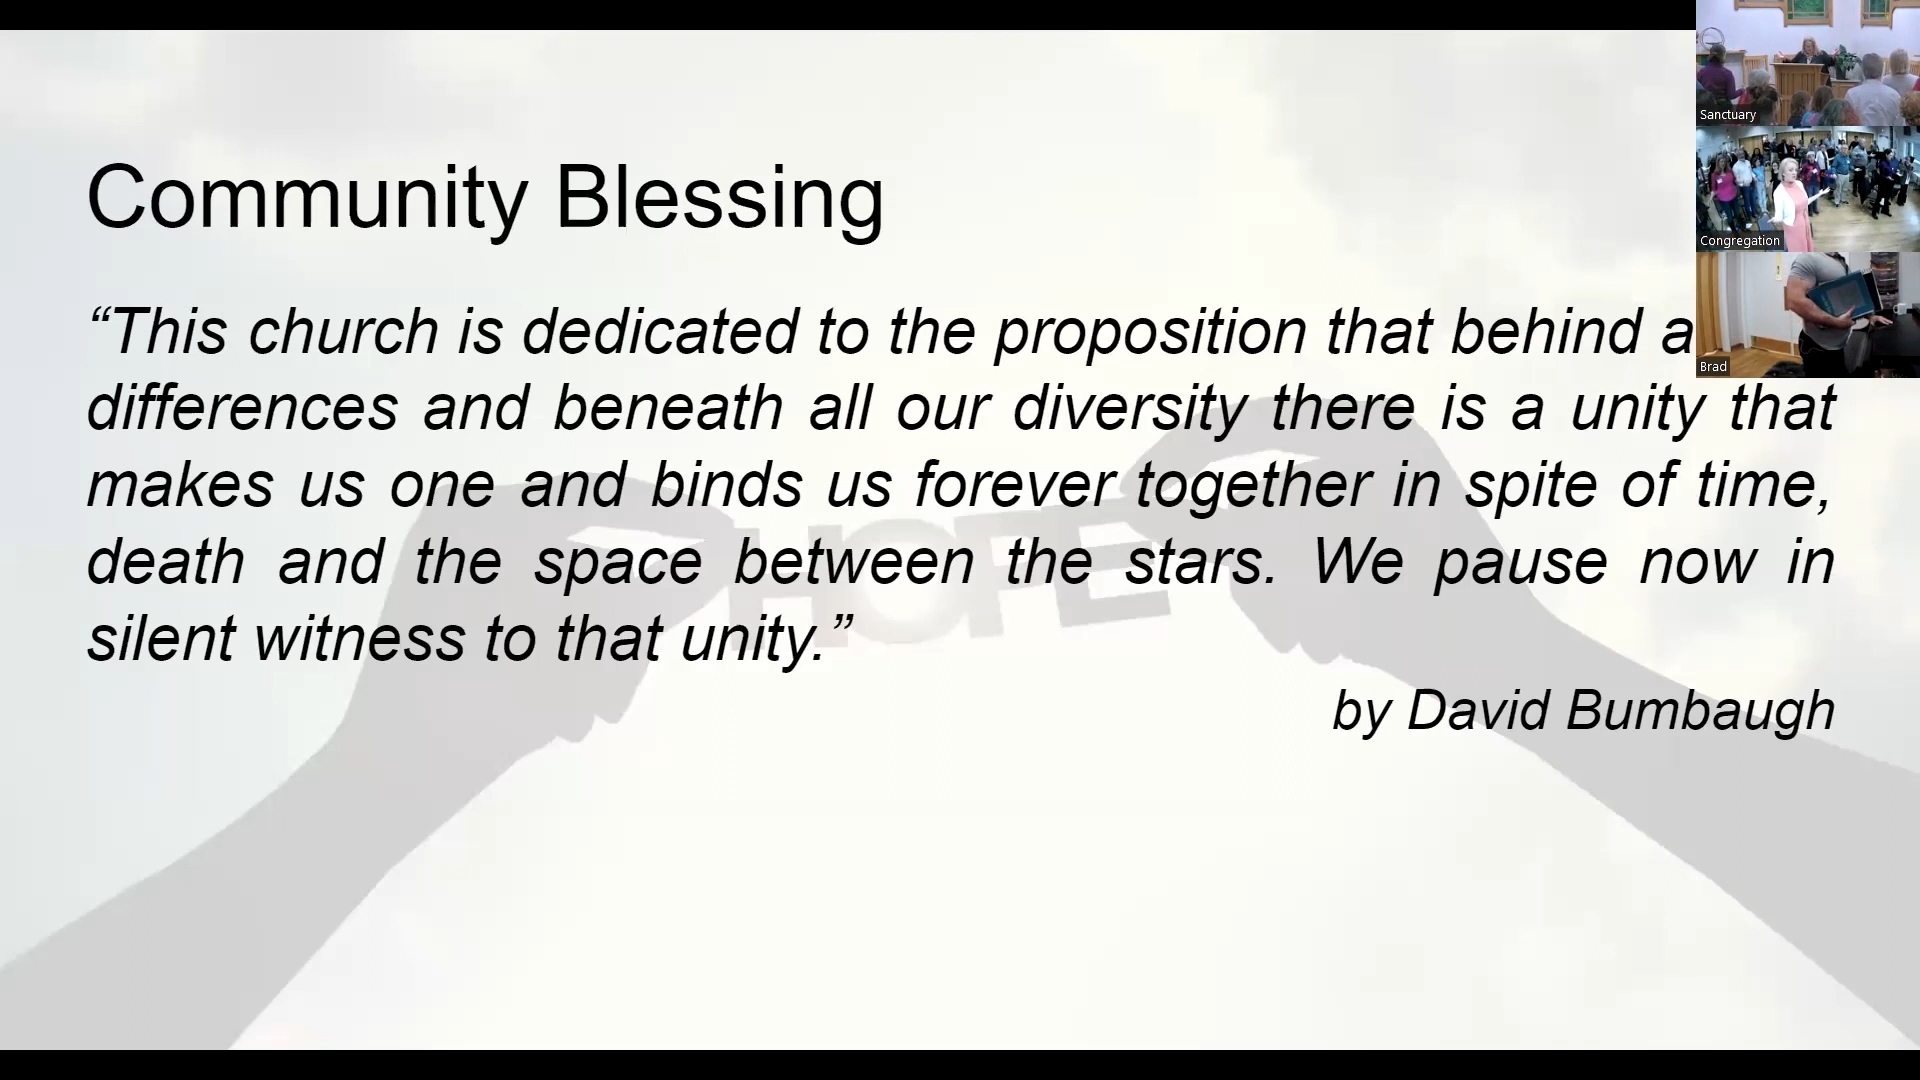 Community Blessing
“This church is dedicated to the proposition that behind
differences and beneath all our diversity there is a unity that
makes us one and binds us forever together in spite of time,
death and the space between the stars. We pause now in
silent witness to that unity.”
by David Bumbaugh
HOPE
Sanctuary
Congregation
Brad